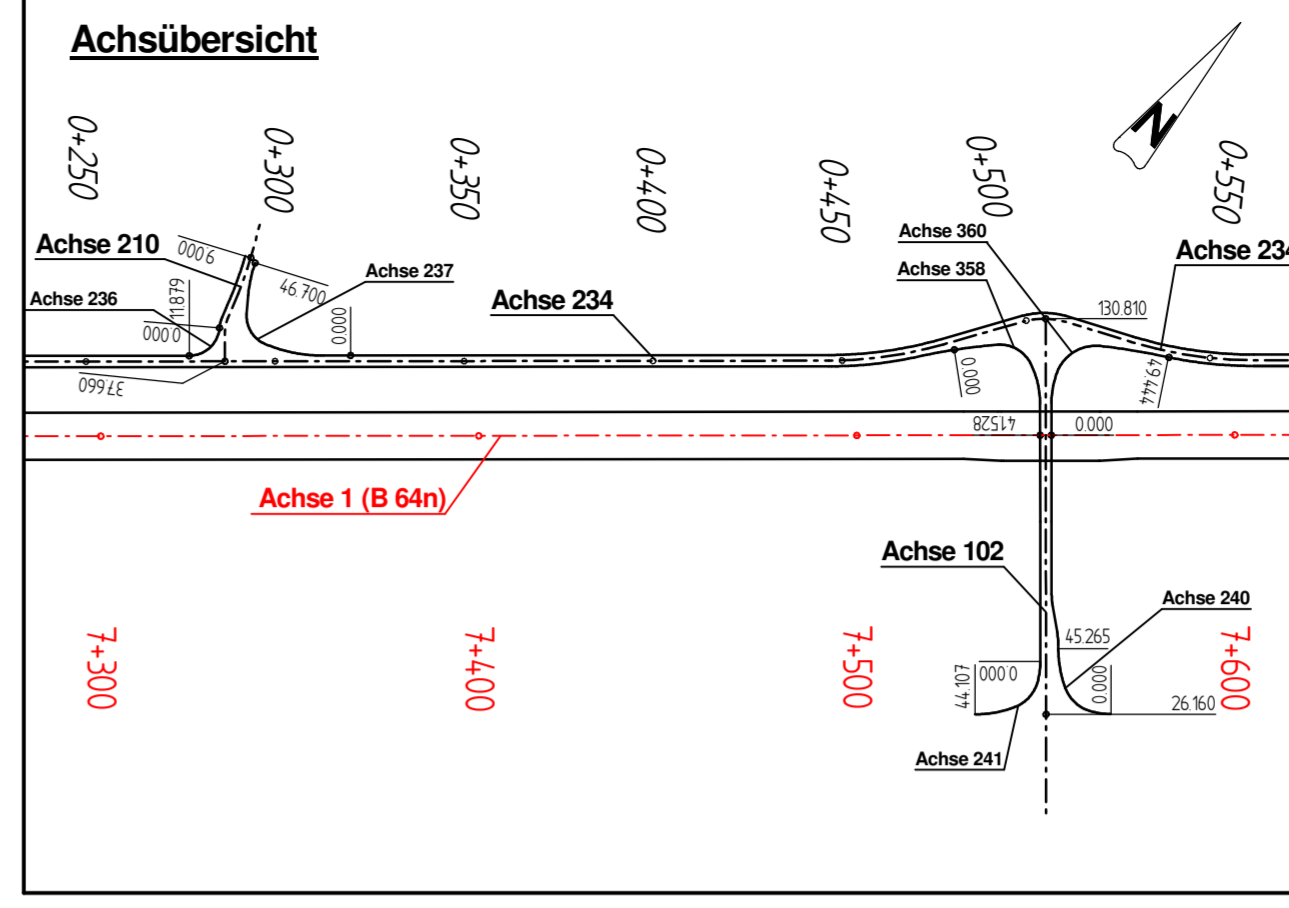 Achsübersicht
N
0+250
0+300
0+350
0+400
0+450
0+500
0+550
Achse 210
9.000
Achse 236
11.879
0.000
46.700
Achse 237
0.000
37.660
Achse 234
Achse 360
Achse 358
Achse 234
130.810
0.000
49.444
41.528
0.000
Achse 1 (B 64n)
Achse 102
Achse 240
45.265
44.107
0.000
0.000
26.160
Achse 241
7+300
7+400
7+500
7+600